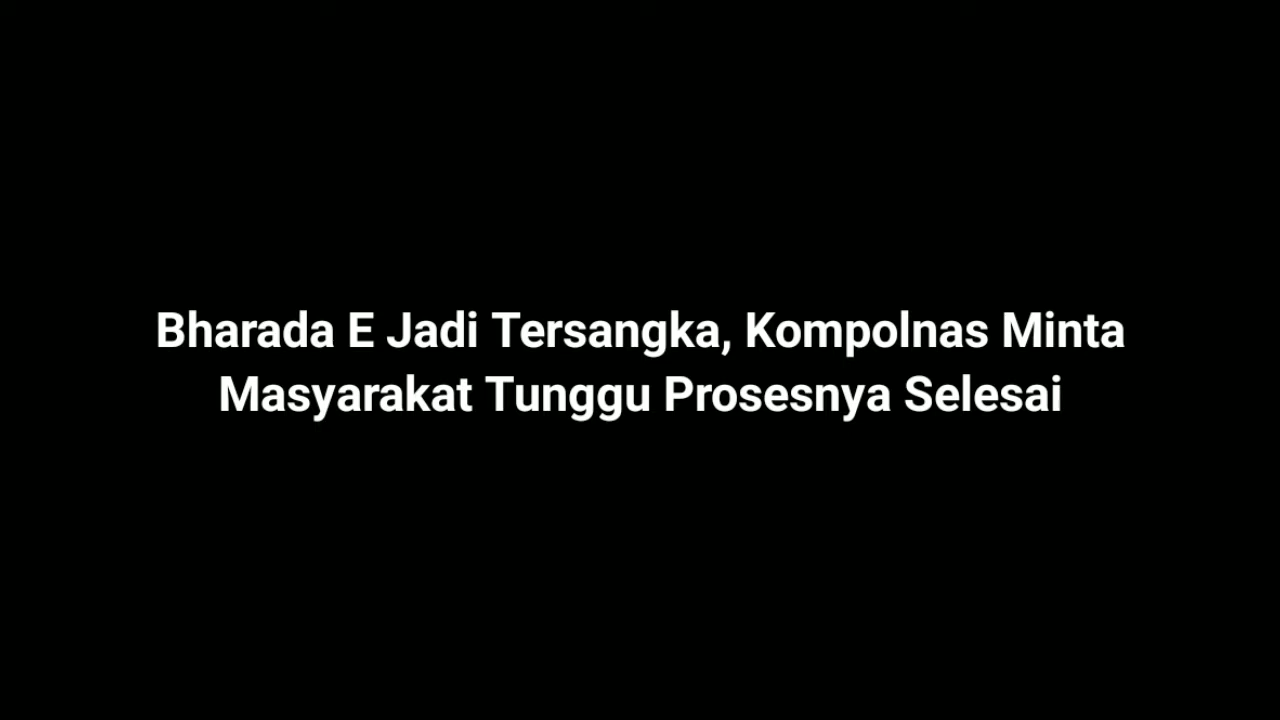 Bharada E Jadi Tersangka, Kompolnas Minta
Masyarakat Tunggu Prosesnya Selesai